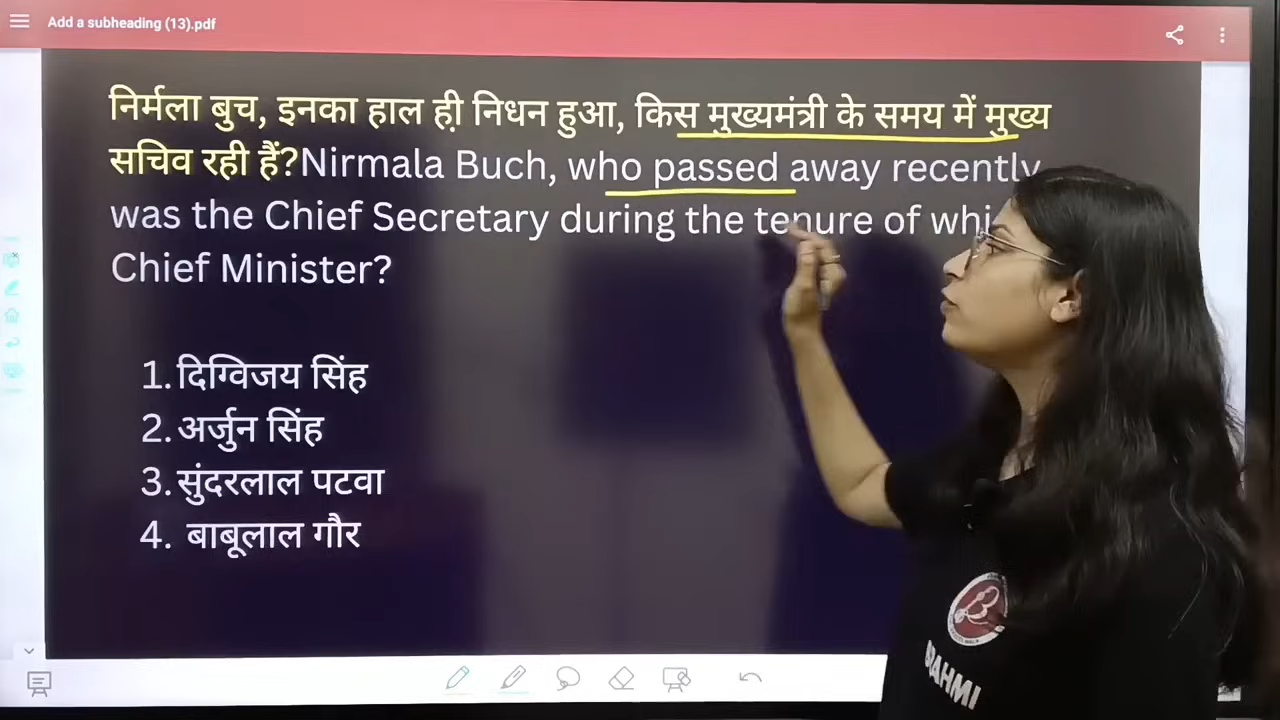 Add a subheading (13).pdf
निर्मला बुच, इनका हाल ही़ निधन हुआ, किस मुख्यमंत्री के समय में मुख्य
सचिव रही हैं?Nirmala Buch, who passed away recently
was the Chief Secretary during the tenure of whi
Chief Minister?
1. दिग्विजय सिंह
2. अर्जुन सिंह
3. सुंदरलाल पटवा
4. बाबूलाल गौर